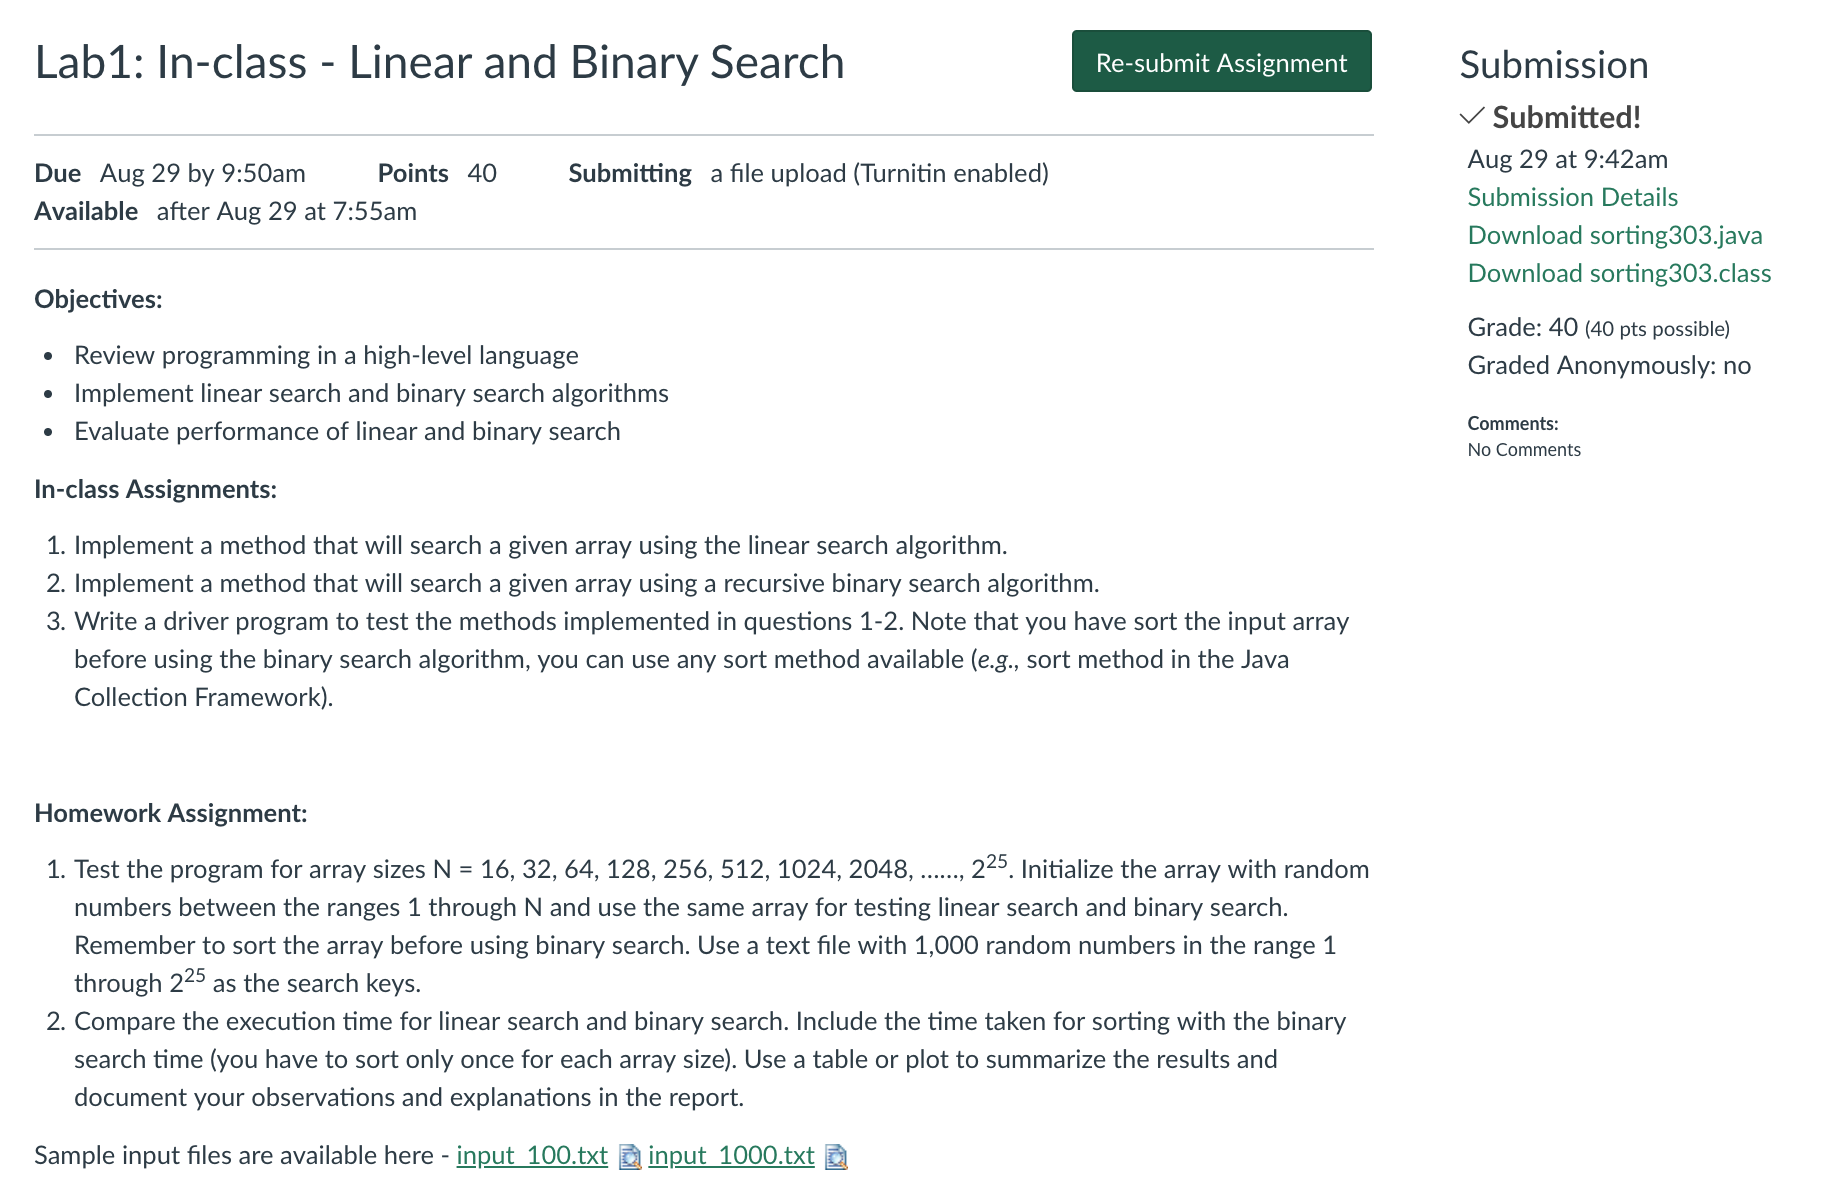 Lab1: In-class - Linear and Binary Search
Re-submit Assignment
Due Aug 29 by 9:50am Points 40 Submitting a file upload (Turnitin enabled)
Available after Aug 29 at 7:55am
Objectives:
• Review programming in a high-level language
• Implement linear search and binary search algorithms
• Evaluate performance of linear and binary search
In-class Assignments:
1. Implement a method that will search a given array using the linear search algorithm.
2. Implement a method that will search a given array using a recursive binary search algorithm.
3. Write a driver program to test the methods implemented in questions 1-2. Note that you have sort the input array
before using the binary search algorithm, you can use any sort method available (e.g., sort method in the Java
Collection Framework).
Homework Assignment:
1. Test the program for array sizes N = 16, 32, 64, 128, 256, 512, 1024, 2048, ......, 2^25. Initialize the array with random
numbers between the ranges 1 through N and use the same array for testing linear search and binary search.
Remember to sort the array before using binary search. Use a text file with 1,000 random numbers in the range 1
through 2^25 as the search keys.
2. Compare the execution time for linear search and binary search. Include the time taken for sorting with the binary
search time (you have to sort only once for each array size). Use a table or plot to summarize the results and
document your observations and explanations in the report.
Sample input files are available here - input_100.txt input_1000.txt
Submission
✓ Submitted!
Aug 29 at 9:42am
Submission Details
Download sorting303.java
Download sorting303.class
Grade: 40 (40 pts possible)
Graded Anonymously: no
Comments:
No Comments